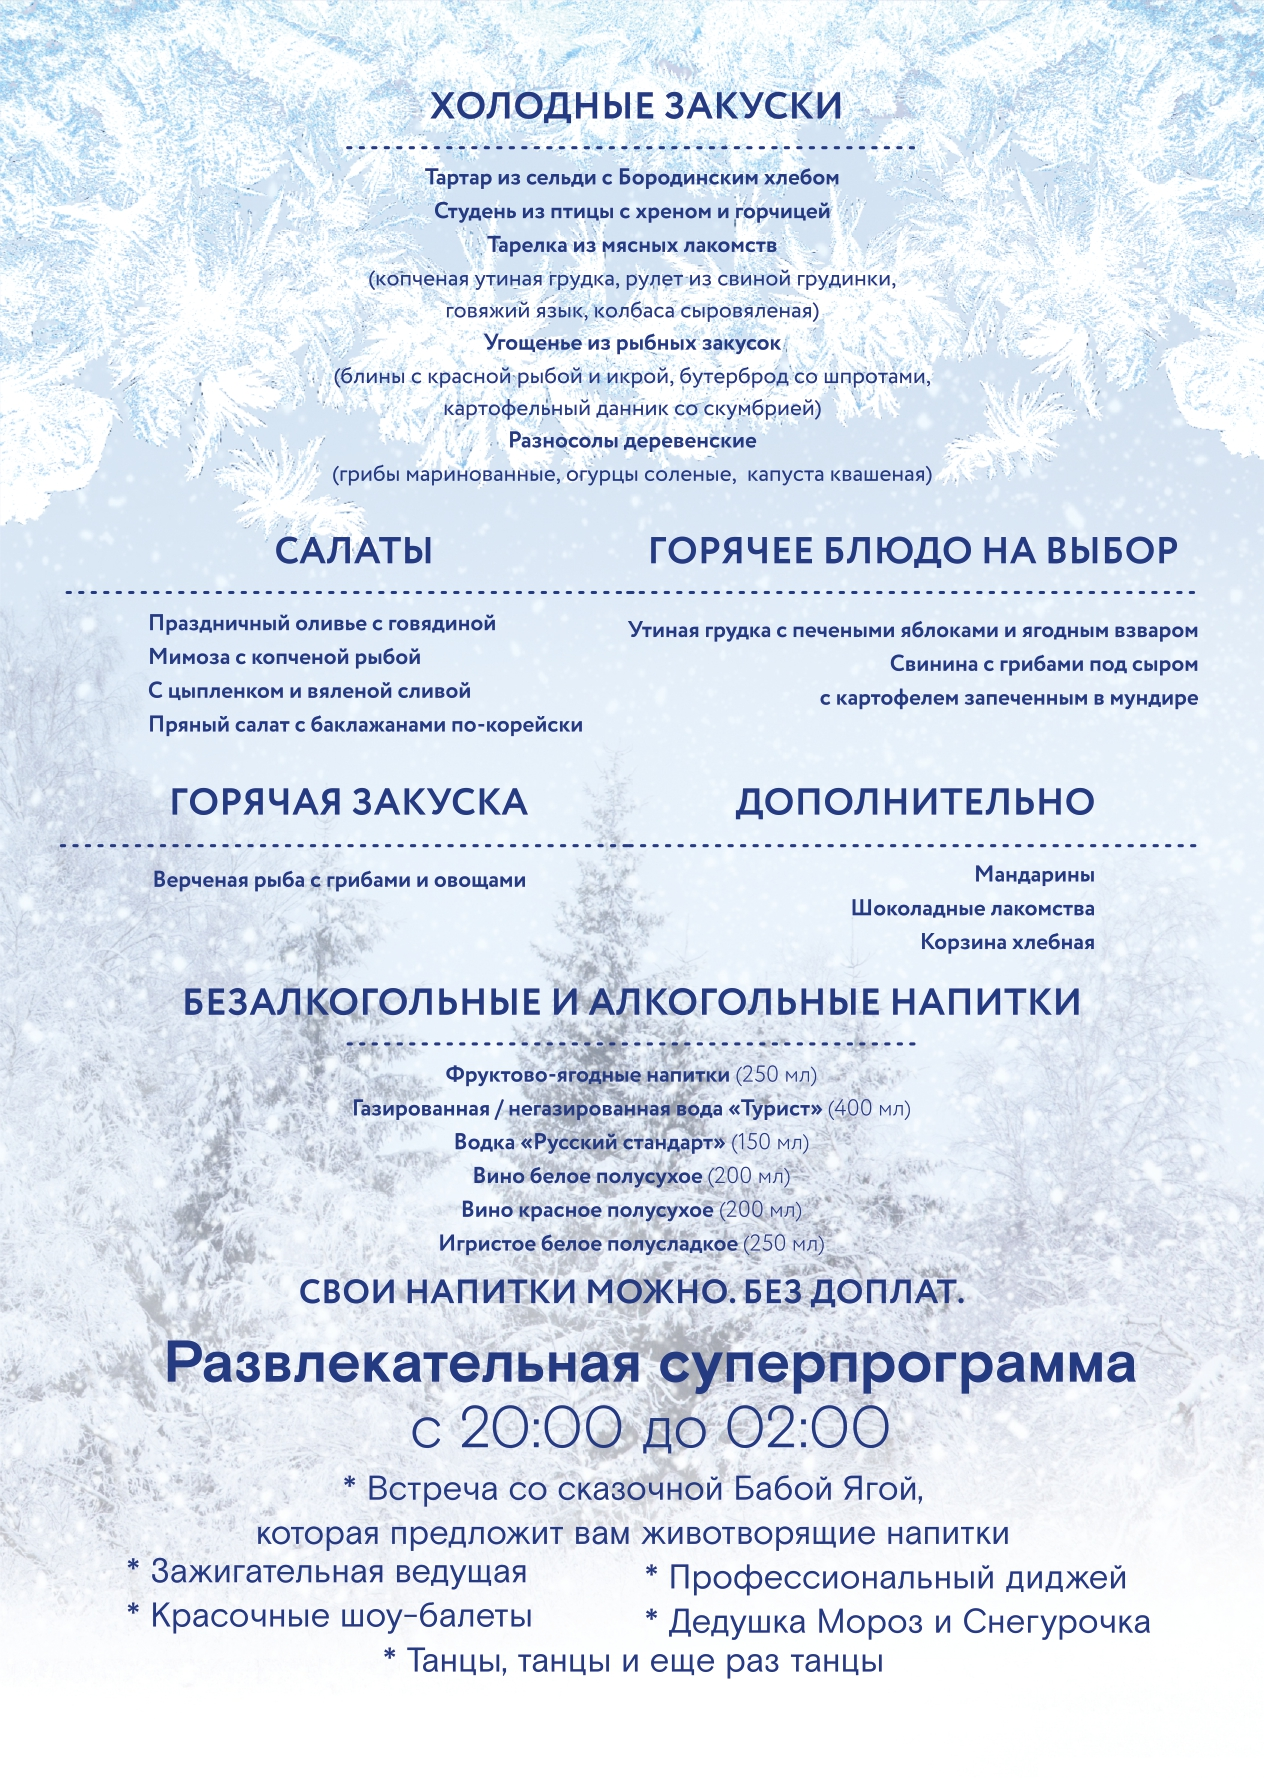 ХОЛОДНЫЕ ЗАКУСКИ
Тартар из сельди с Бородинским хлебом
Студень из птицы с хреном и горчицей
Тарелка из мясных лакомств
(копченая утиная грудка, рулет из свиной грудинки,
говяжий язык, колбаса сыровяленая)
Угощенье из рыбных закусок
(блины с красной рыбой и икрой, бутерброд со шпротами,
картофельный данник со скумбрией)
Разносолы деревенские
(грибы маринованные, огурцы соленые, капуста квашеная)
САЛАТЫ
Праздничный оливье с говядиной
Мимоза с копченой рыбой
С цыпленком и вяленой сливой
Пряный салат с баклажанами по-корейски
ГОРЯЧЕЕ БЛЮДО НА ВЫБОР
Утиная грудка с печеными яблоками и ягодным взваром
Свинина с грибами под сыром
с картофелем запеченным в мундире
ГОРЯЧАЯ ЗАКУСКА
Верченая рыба с грибами и овощами
ДОПОЛНИТЕЛЬНО
Мандарины
Шоколадные лакомства
Корзина хлебная
БЕЗАЛКОГОЛЬНЫЕ И АЛКОГОЛЬНЫЕ НАПИТКИ
Фруктово-ягодные напитки (250 мл)
Газированная / негазированная вода «Турист» (400 мл)
Водка «Русский стандарт» (150 мл)
Вино белое полусухое (200 мл)
Вино красное полусухое (200 мл)
Игристое белое полусладкое (250 мл)
СВОИ НАПИТКИ МОЖНО. БЕЗ ДОПЛАТ.
Развлекательная суперпрограмма
с 20:00 до 02:00
* Встреча со сказочной Бабой Ягой,
которая предложит вам животворящие напитки
* Зажигательная ведущая
* Красочные шоу-балеты
* Профессиональный диджей
* Дедушка Мороз и Снегурочка
* Танцы, танцы и еще раз танцы